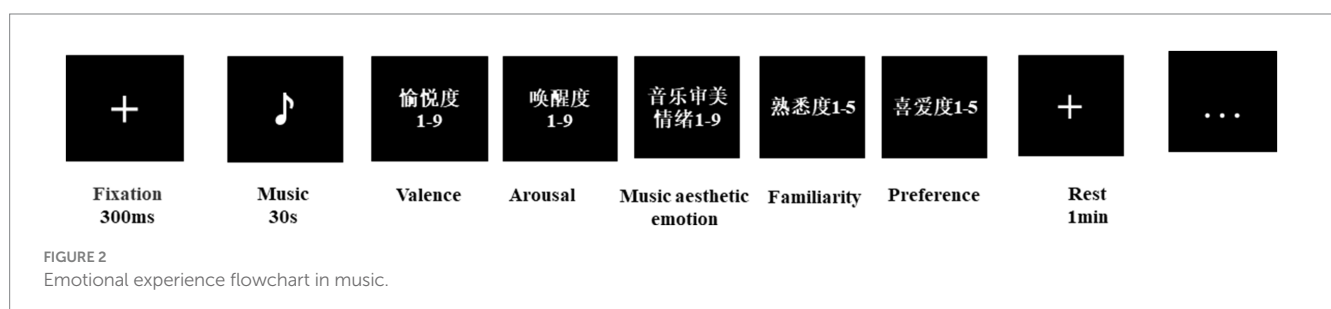 愉悦度
1-9
唤醒度
1-9
音乐审美
情绪1-9
熟悉度1-5
喜爱度1-5
...
Fixation
300ms
Music
30s
Valence
Arousal
Music aesthetic
emotion
Familiarity
Preference
Rest
1min
FIGURE 2
Emotional experience flowchart in music.